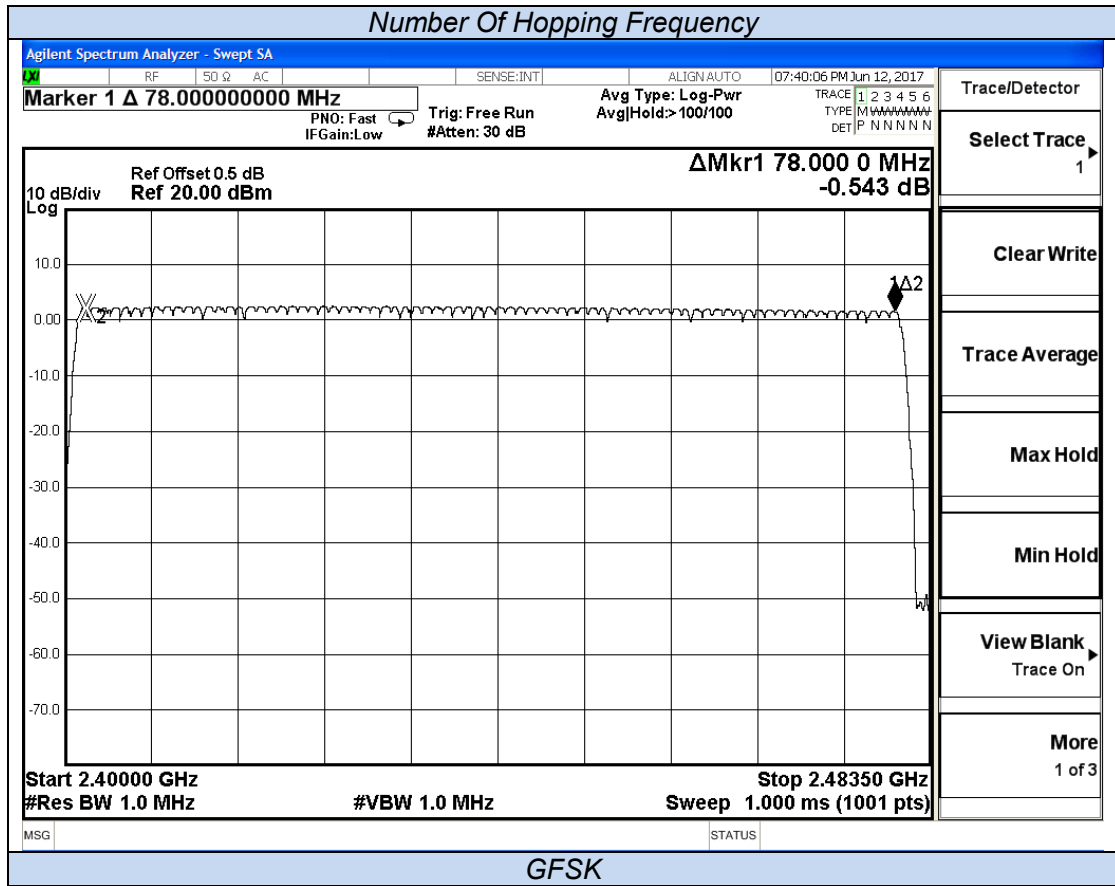 Number Of Hopping Frequency
Agilent Spectrum Analyzer - Swept SA
LXI RF 50 Ω AC SENSE:INT ALIGN AUTO 07:40:06 PM Jun 12, 2017
Marker 1 Δ 78.000000000 MHz
PNO: Fast
IFGain:Low
Trig: Free Run
#Atten: 30 dB
Avg Type: Log-Pwr
Avg|Hold:>100/100
TRACE 1 2 3 4 5 6
TYPE M
DET P N N N N N
Ref Offset 0.5 dB
10 dB/div Ref 20.00 dBm
Log
ΔMkr1 78.000 0 MHz
-0.543 dB
10.0
0.00
-10.0
-20.0
-30.0
-40.0
-50.0
-60.0
-70.0
2
1Δ2
Start 2.40000 GHz
Stop 2.48350 GHz
#Res BW 1.0 MHz
#VBW 1.0 MHz
Sweep 1.000 ms (1001 pts)
Trace/Detector
Select Trace
1
Clear Write
Trace Average
Max Hold
Min Hold
View Blank
Trace On
More
1 of 3
MSG
STATUS
GFSK